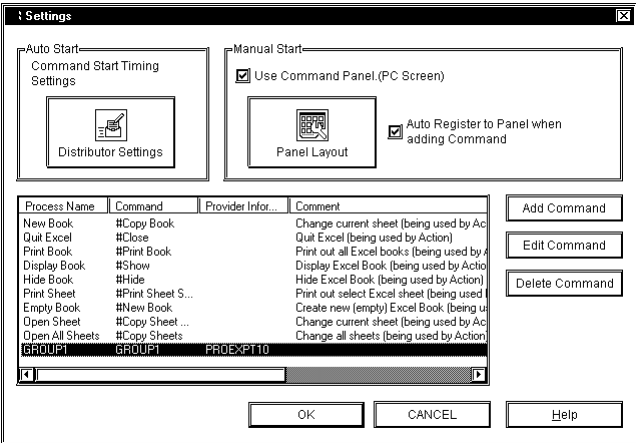 Settings
Auto Start
Command Start Timing
Settings
Distributor Settings
Manual Start
Use Command Panel.(PC Screen)
Panel Layout
Auto Register to Panel when
adding Command
Process Name Command Provider Infor... Comment
New Book #Copy Book Change current sheet (being used by Ac
Quit Excel #Close Quit Excel (being used by Action)
Print Book #Print Book Print out all Excel books (being used by A
Display Book #Show Display Excel Book (being used by Actio
Hide Book #Hide Hide Excel Book (being used by Action)
Print Sheet #Print Sheet S... Print out select Excel sheet (being used l
Empty Book #New Book Create new (empty) Excel Book (being u
Open Sheet #Copy Sheet ... Change current sheet (being used by Ac
Open All Sheets #Copy Sheets Change all sheets (being used by Action
GROUP1 GROUP1 PROEXPT10
Add Command
Edit Command
Delete Command
OK CANCEL Help